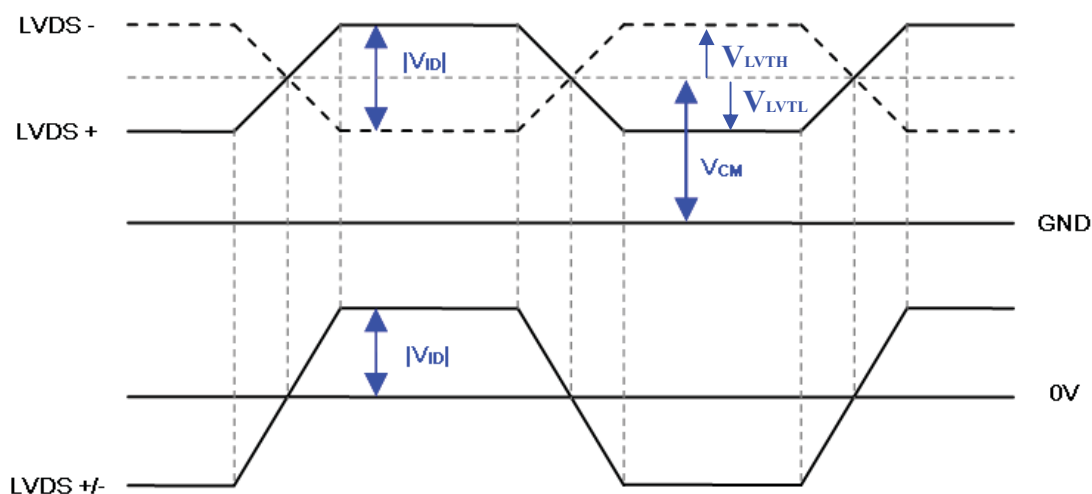 LVDS -
|VID|
VLVTH
VLVTL
LVDS +
VCM
GND
|VID|
0V
LVDS +/-